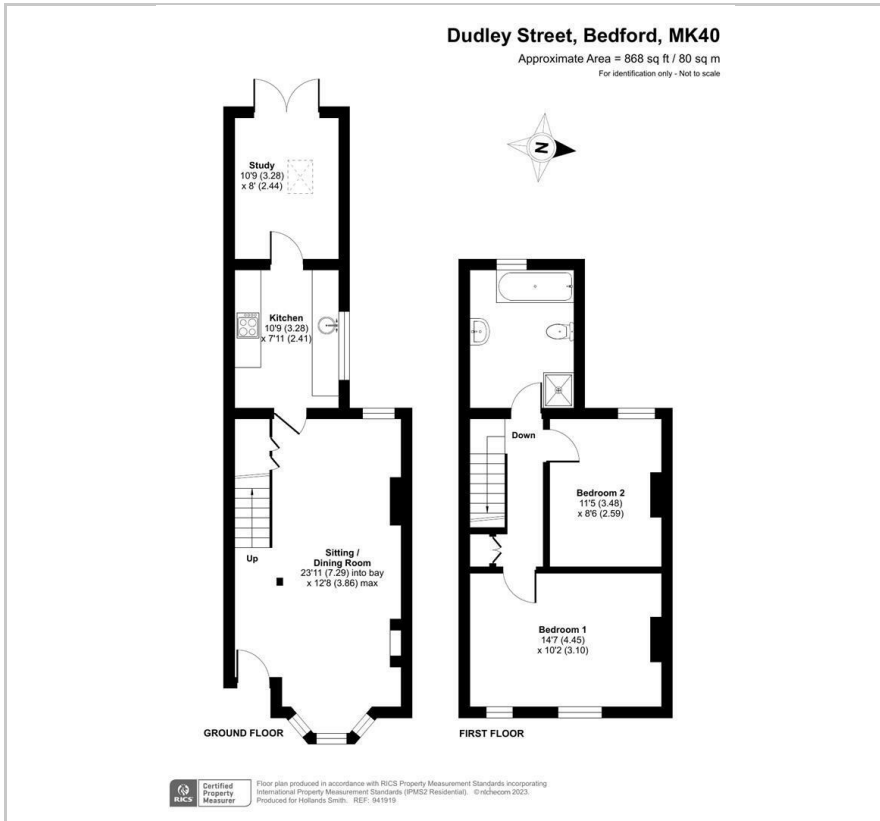 Dudley Street, Bedford, MK40
Approximate Area = 868 sq ft / 80 sq m
For identification only - Not to scale
N
Study
10'9 (3.28)
x 8' (2.44)
Kitchen
10'9 (3.28)
x 7'11 (2.41)
Up
Sitting /
Dining Room
23'11 (7.29) into bay
x 12'8 (3.86) max
GROUND FLOOR
Down
Bedroom 2
11'5 (3.48)
x 8'6 (2.59)
Bedroom 1
14'7 (4.45)
x 10'2 (3.10)
FIRST FLOOR
RICS
Certified
Property
Measurer
Floor plan produced in accordance with RICS Property Measurement Standards incorporating
International Property Measurement Standards (IPMS2 Residential). © nichecom 2023.
Produced for Hollands Smith. REF: 941919